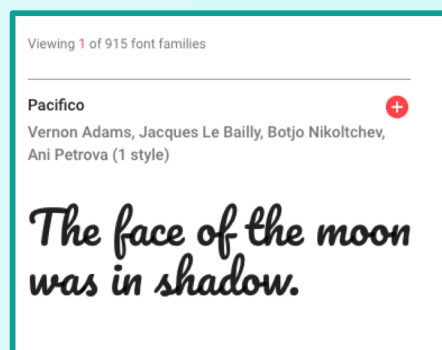 Viewing 1 of 915 font families
Pacifico
Vernon Adams, Jacques Le Bailly, Botjo Nikoltchev,
Ani Petrova (1 style)
The face of the moon
was in shadow.